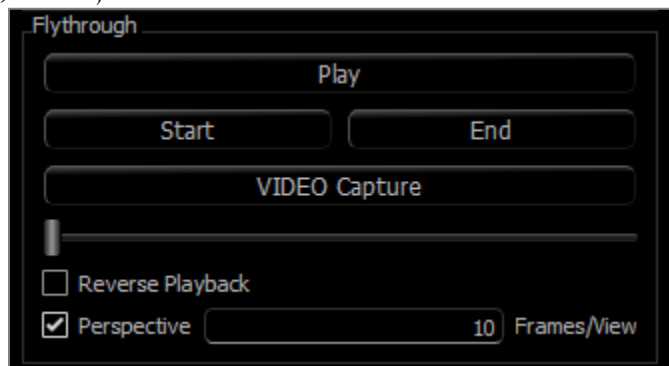 Flythrough
Play
Start End
VIDEO Capture
Reverse Playback
Perspective 10 Frames/View